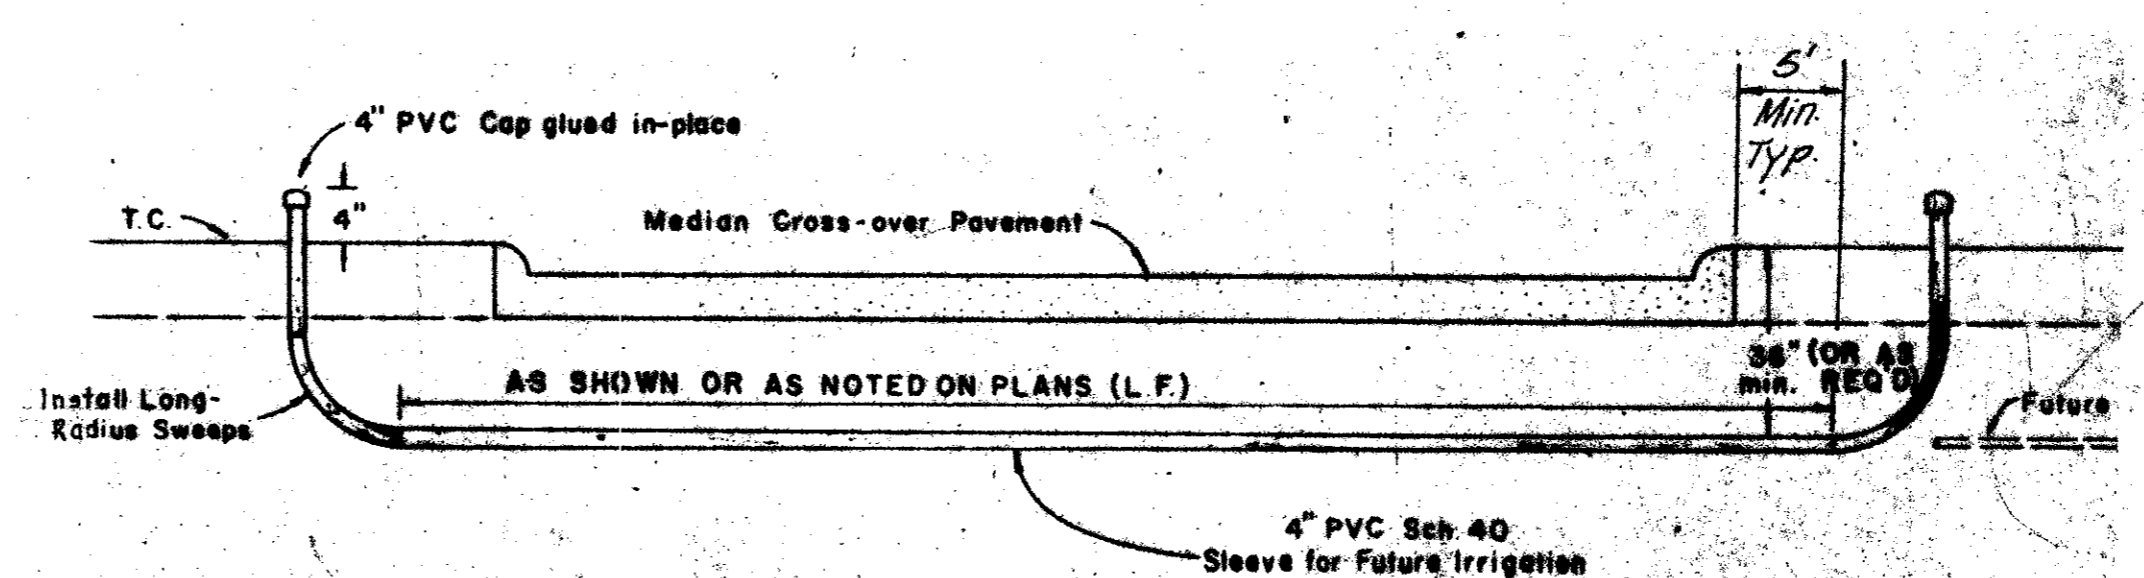 5'
Min.
TYP.
4" PVC Cap glued in-place
4"
T.C.
Median Cross-over Pavement
36" (OR AS
min. REQ'D)
AS SHOWN OR AS NOTED ON PLANS (L.F.)
Install Long-
Radius Sweeps
Future
4" PVC Sch 40
Sleeve for Future Irrigation